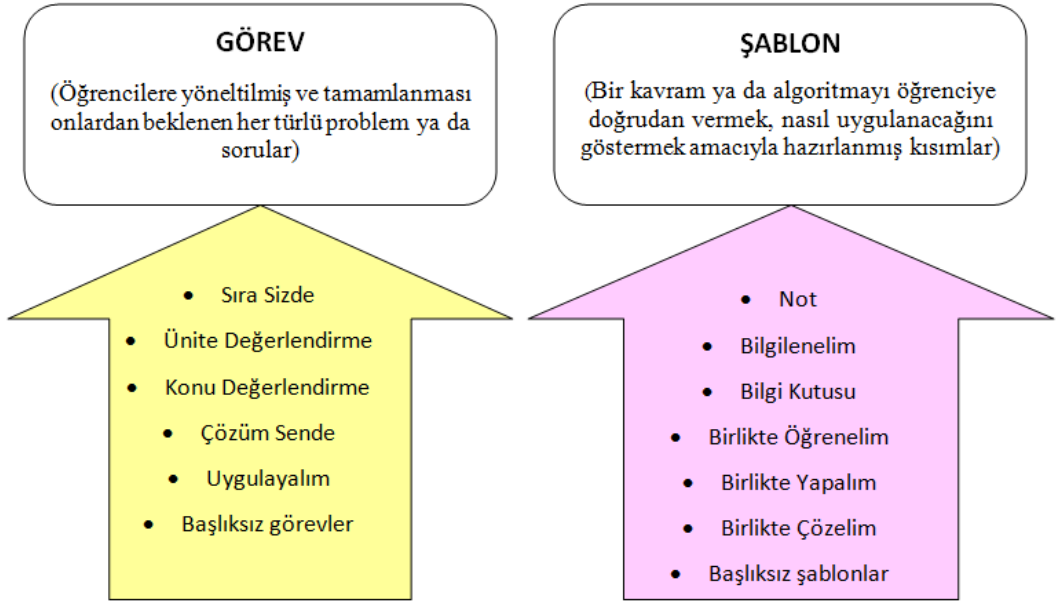 GÖREV
(Öğrencilere yöneltilmiş ve tamamlanması
onlardan beklenen her türlü problem ya da
sorular)
• Sıra Sizde
• Ünite Değerlendirme
• Konu Değerlendirme
• Çözüm Sende
• Uygulayalım
• Başlıksız görevler
ŞABLON
(Bir kavram ya da algoritmayı öğrenciye
doğrudan vermek, nasıl uygulanacağını
göstermek amacıyla hazırlanmış kısımlar)
• Not
• Bilgilenelim
• Bilgi Kutusu
• Birlikte Öğrenelim
• Birlikte Yapalım
• Birlikte Çözelim
• Başlıksız şablonlar